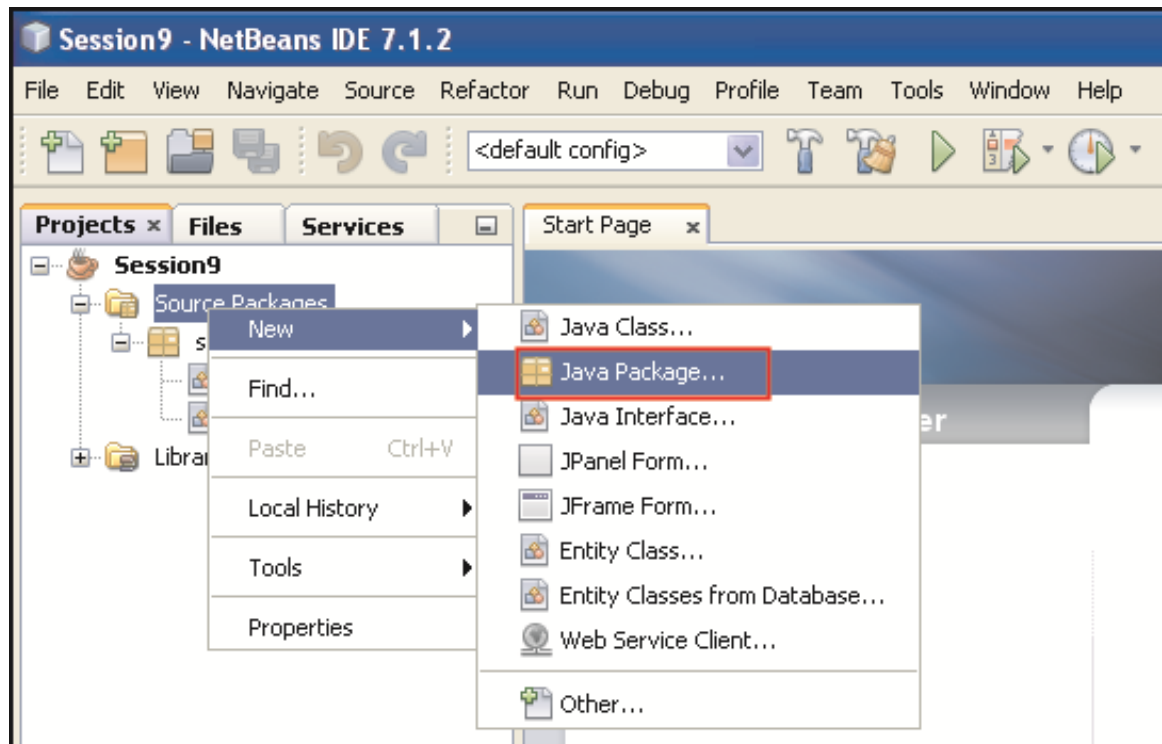 Session9 - NetBeans IDE 7.1.2
File Edit View Navigate Source Refactor Run Debug Profile Team Tools Window Help
<default config>
Projects Files Services
Start Page
Session9
Source Packages
s
Libra
New
Find...
Paste Ctrl+V
Local History
Tools
Properties
Java Class...
Java Package...
Java Interface...
JPanel Form...
JFrame Form...
Entity Class...
Entity Classes from Database...
Web Service Client...
Other...
er